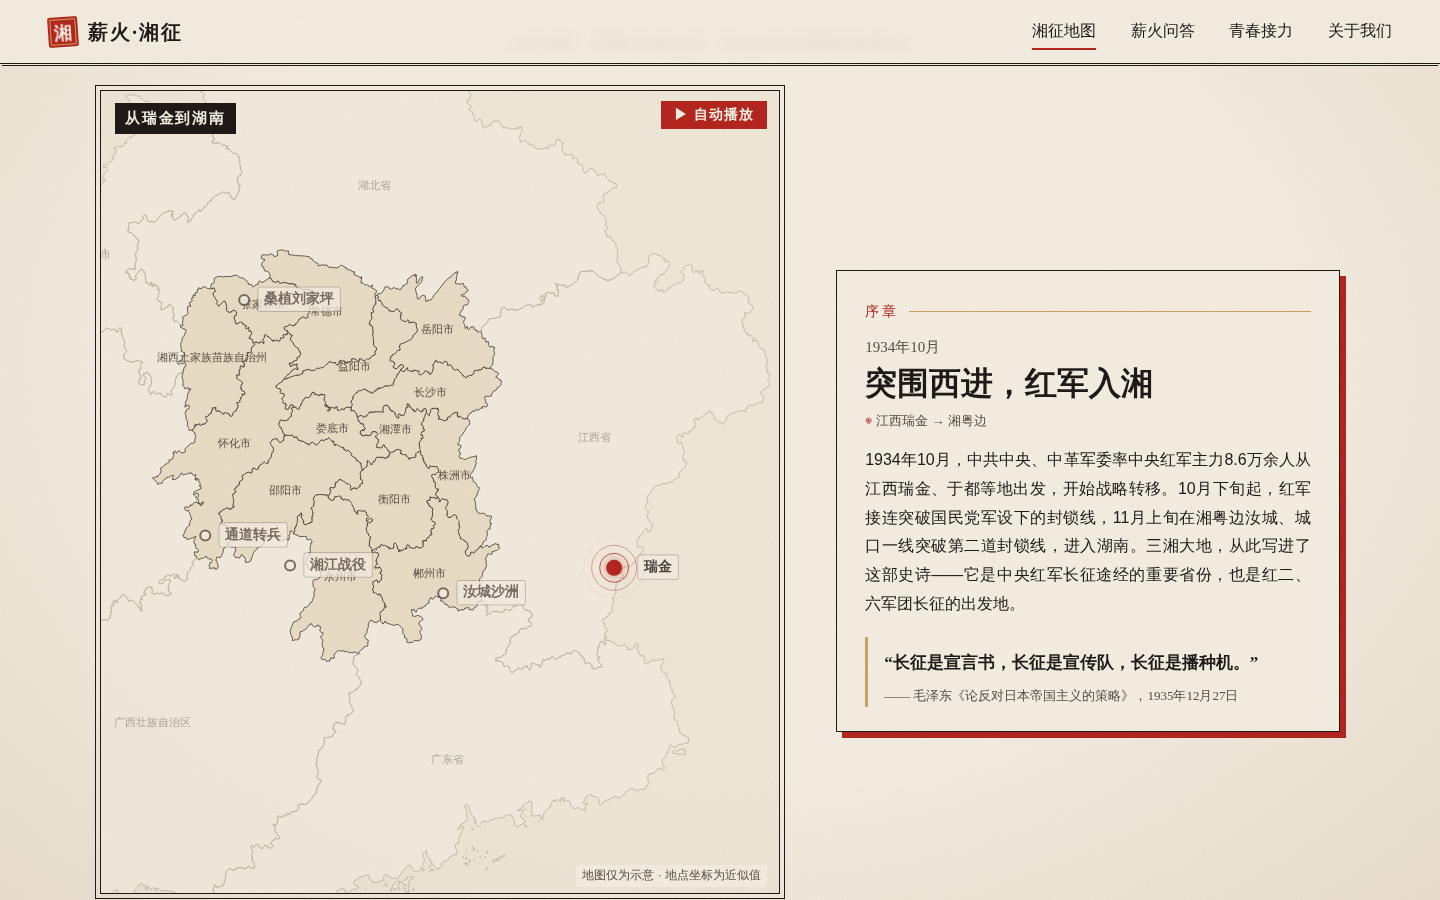 湘
薪火·湘征
湘征地图
薪火问答
青春接力
关于我们
从瑞金到湖南
▶ 自动播放
湖北省
市
桑植刘家坪
常德市
岳阳市
湘西土家族苗族自治州
益阳市
长沙市
娄底市
湘潭市
怀化市
江西省
株洲市
邵阳市
衡阳市
通道转兵
湘江战役
永州市
郴州市
瑞金
汝城沙洲
广西壮族自治区
广东省
地图仅为示意 · 地点坐标为近似值
序章
1934年10月
突围西进，红军入湘
江西瑞金 → 湘粤边
1934年10月，中共中央、中革军委率中央红军主力8.6万余人从
江西瑞金、于都等地出发，开始战略转移。10月下旬起，红军
接连突破国民党军设下的封锁线，11月上旬在湘粤边汝城、城
口一线突破第二道封锁线，进入湖南。三湘大地，从此写进了
这部史诗——它是中央红军长征途经的重要省份，也是红二、
六军团长征的出发地。
“长征是宣言书，长征是宣传队，长征是播种机。”
—— 毛泽东《论反对日本帝国主义的策略》，1935年12月27日